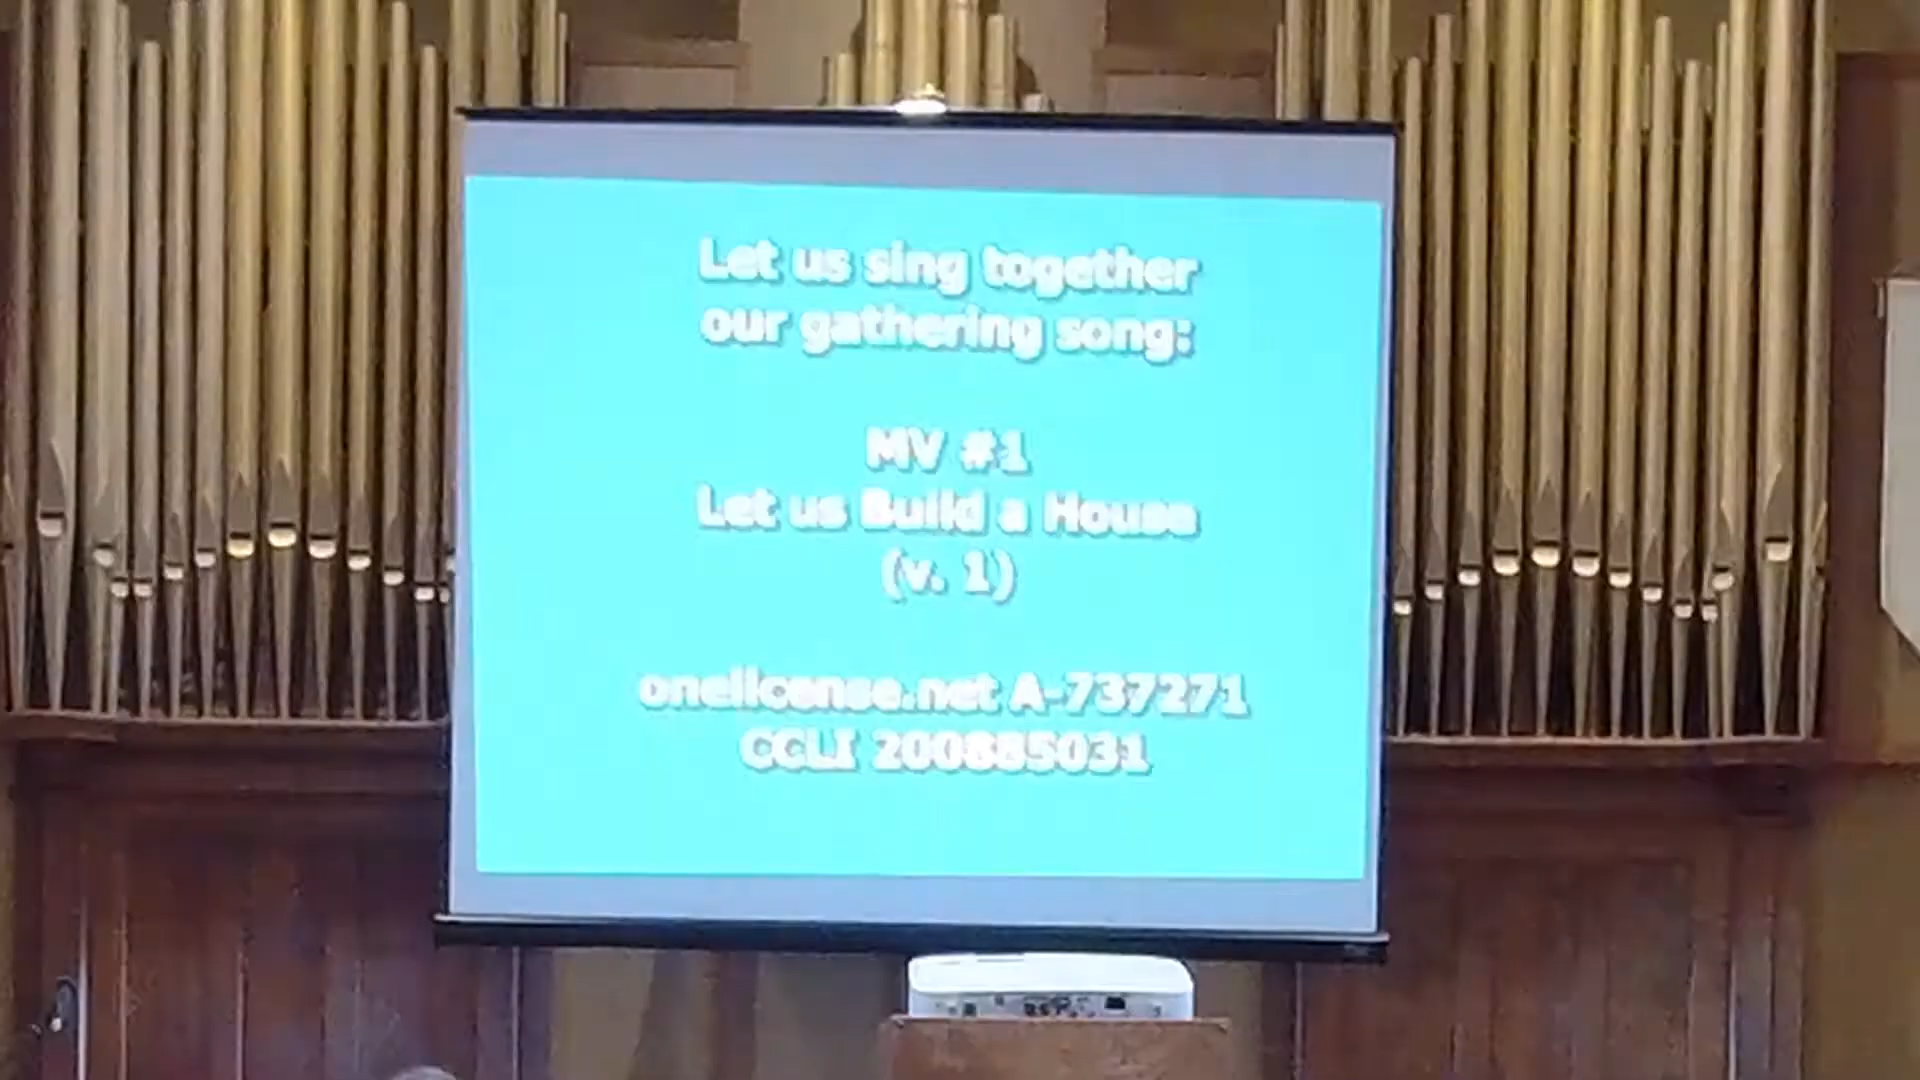 Let us sing together
our gathering song:
MV #1
Let us Build a House
(v. 1)
onelicense.net A-737271
CCLI 200885031